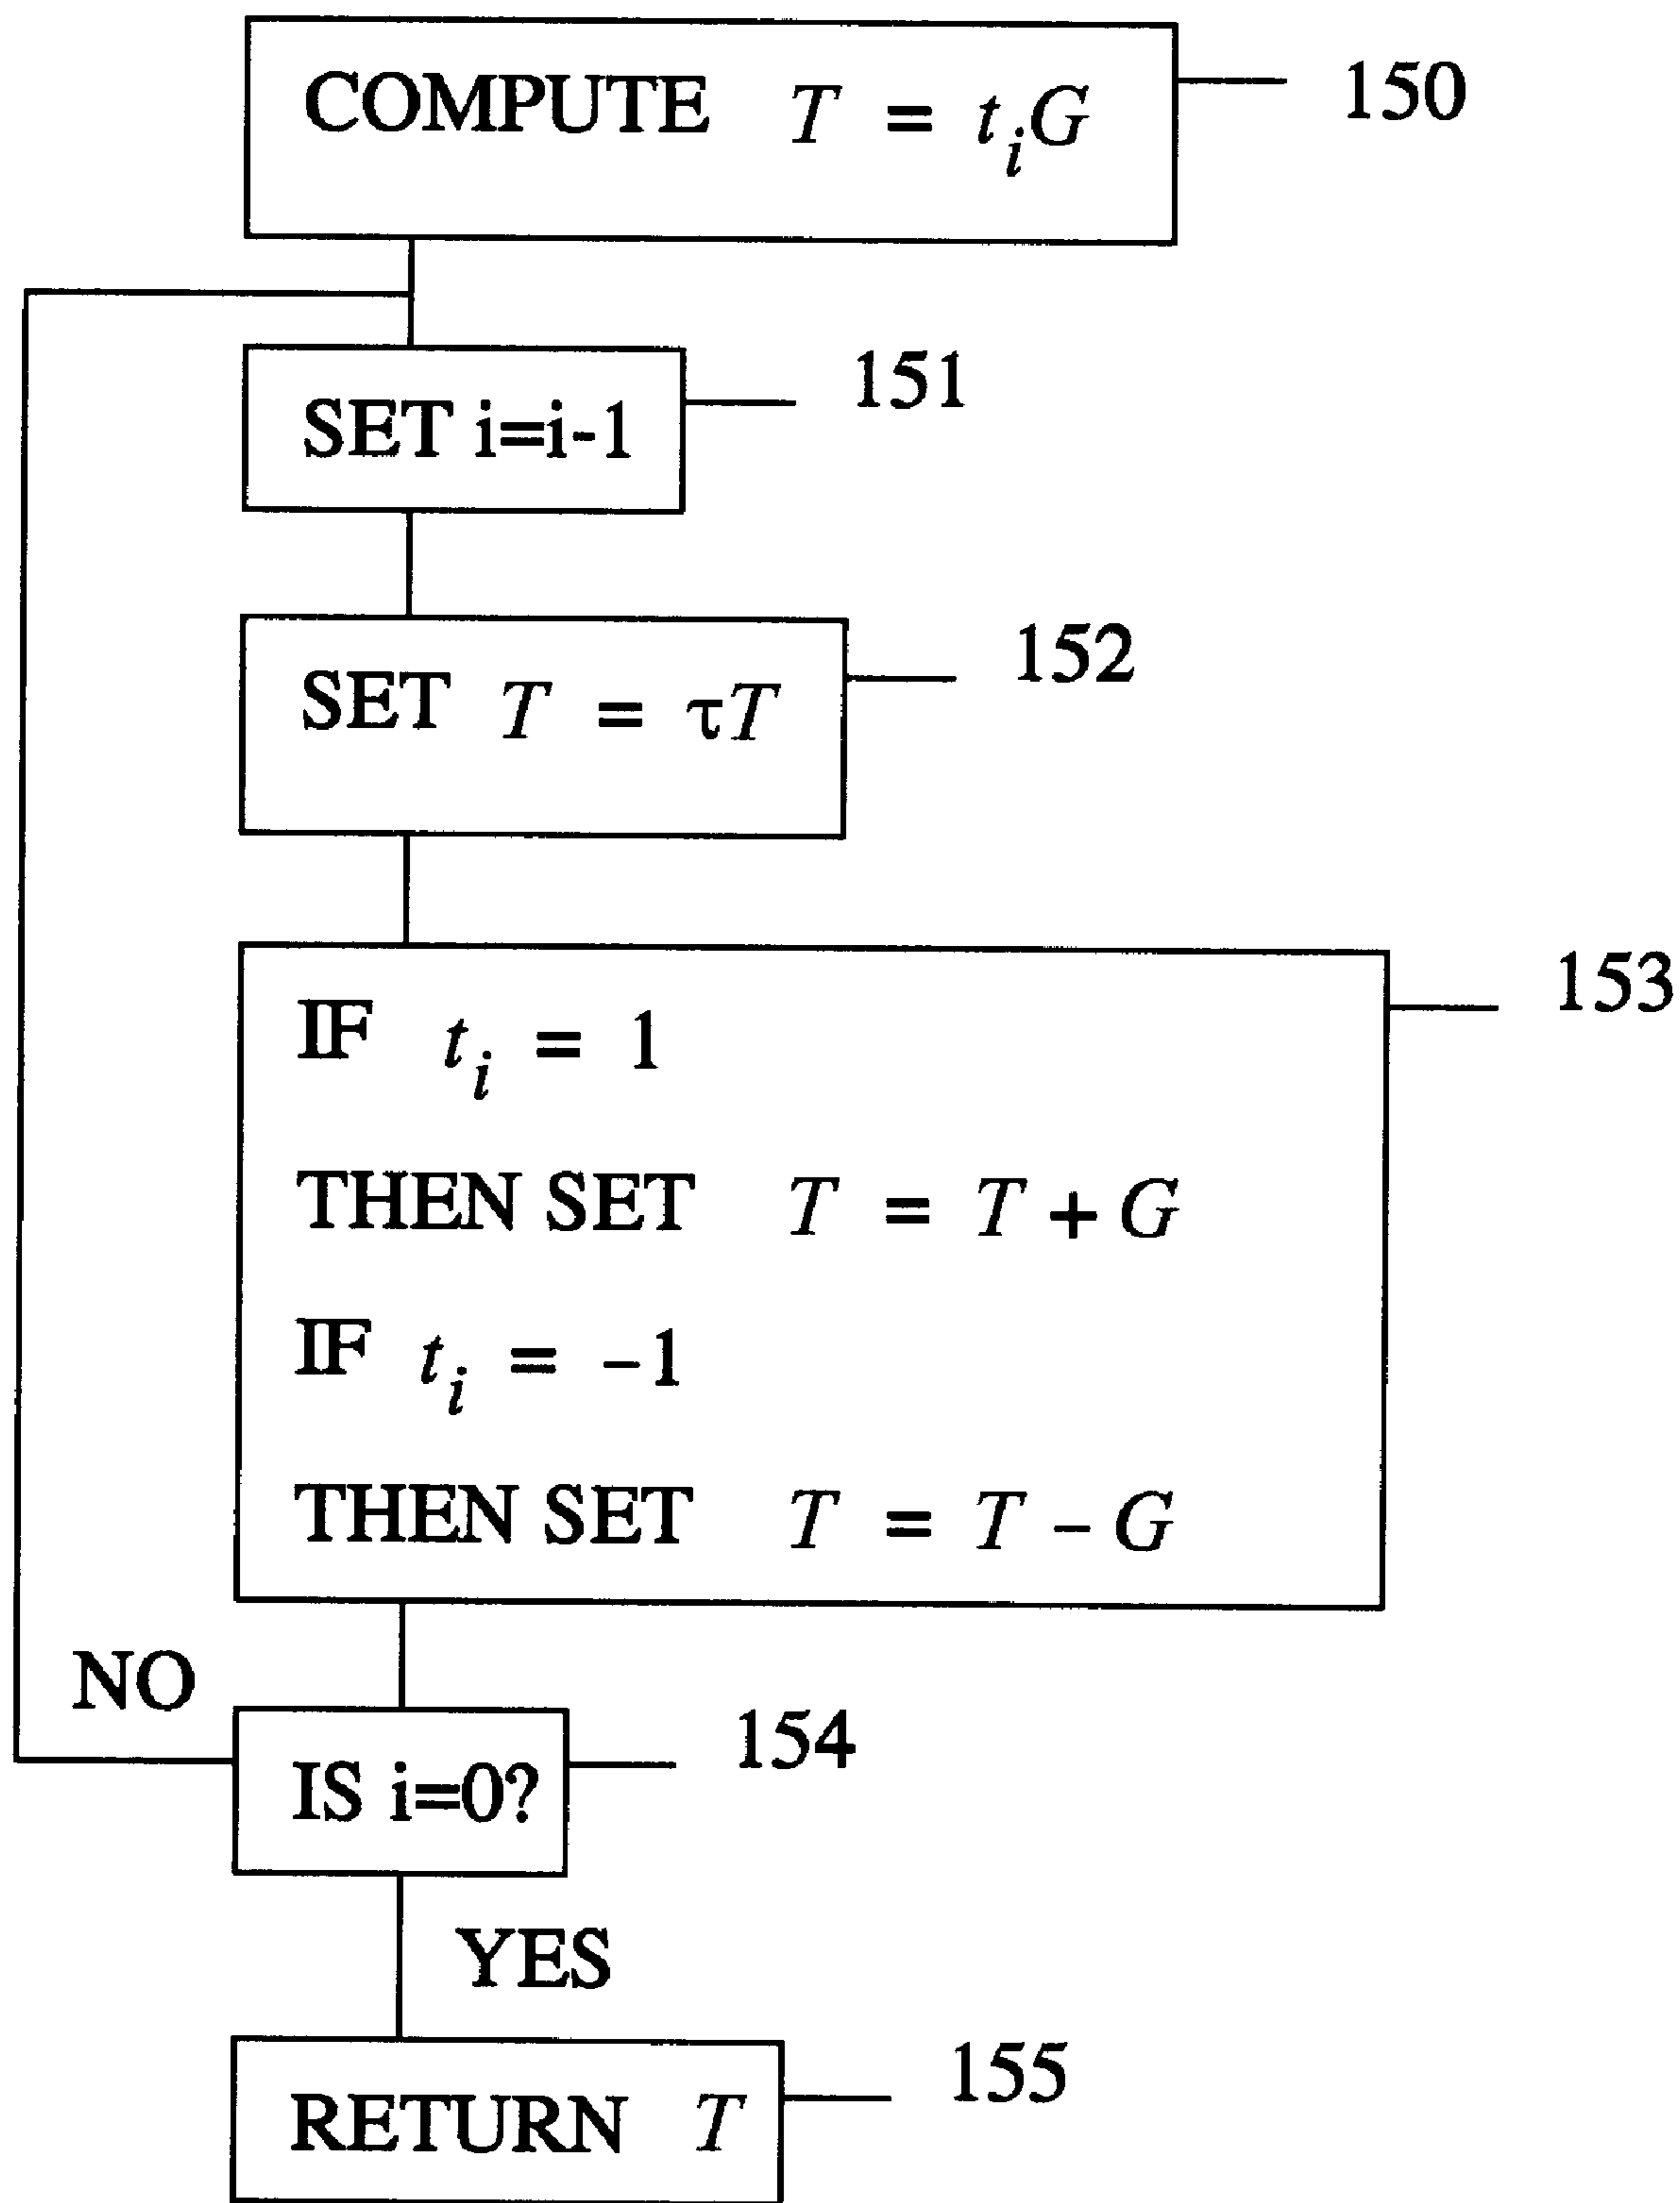 COMPUTE T = t_i G
150
SET i=i-1
151
SET T = τT
152
IF t_i = 1
THEN SET T = T + G
IF t_i = –1
THEN SET T = T – G
153
NO
IS i=0?
154
YES
RETURN T
155